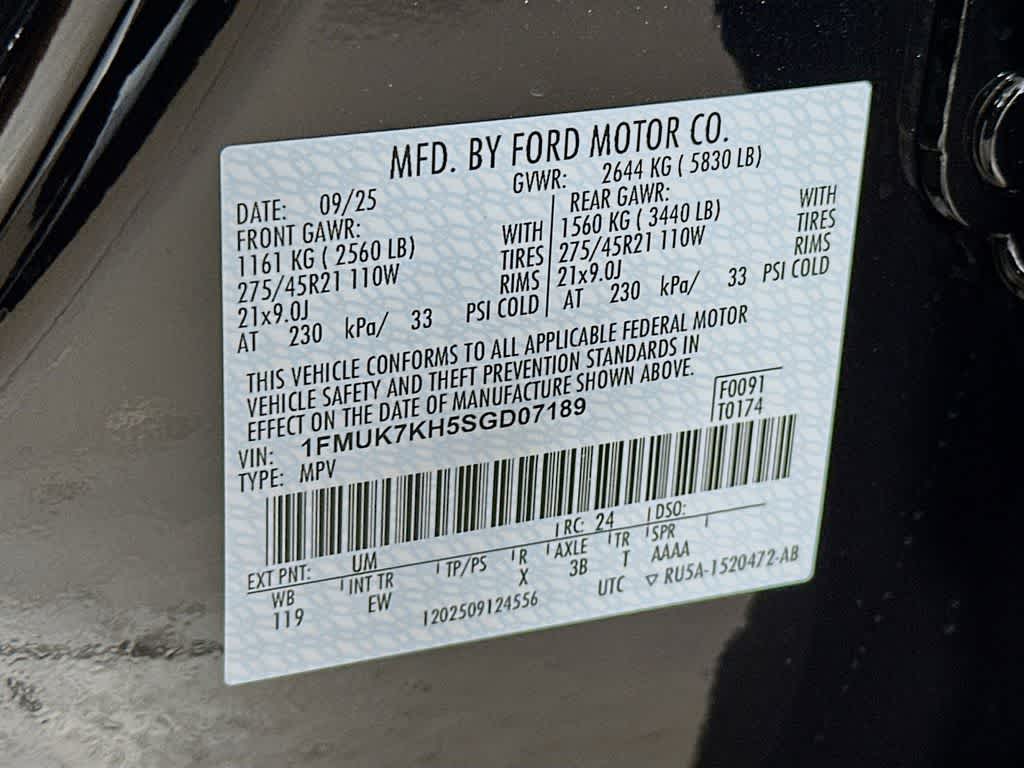 MFD. BY FORD MOTOR CO.
DATE: 09/25 GVWR: 2644 KG ( 5830 LB)
FRONT GAWR: REAR GAWR:
1161 KG ( 2560 LB) WITH 1560 KG ( 3440 LB) WITH
275/45R21 110W TIRES 275/45R21 110W TIRES
21x9.0J RIMS 21x9.0J RIMS
AT 230 kPa/ 33 PSI COLD AT 230 kPa/ 33 PSI COLD
THIS VEHICLE CONFORMS TO ALL APPLICABLE FEDERAL MOTOR
VEHICLE SAFETY AND THEFT PREVENTION STANDARDS IN
EFFECT ON THE DATE OF MANUFACTURE SHOWN ABOVE.
VIN: 1FMUK7KH5SGD07189 F0091
TYPE: MPV T0174
EXT PNT: UM RC: 24 DSO:
WB INT TR TP/PS R AXLE TR SPR
119 EW X 3B T AAAA
1202509124556 UTC ▽ RU5A-1520472-AB